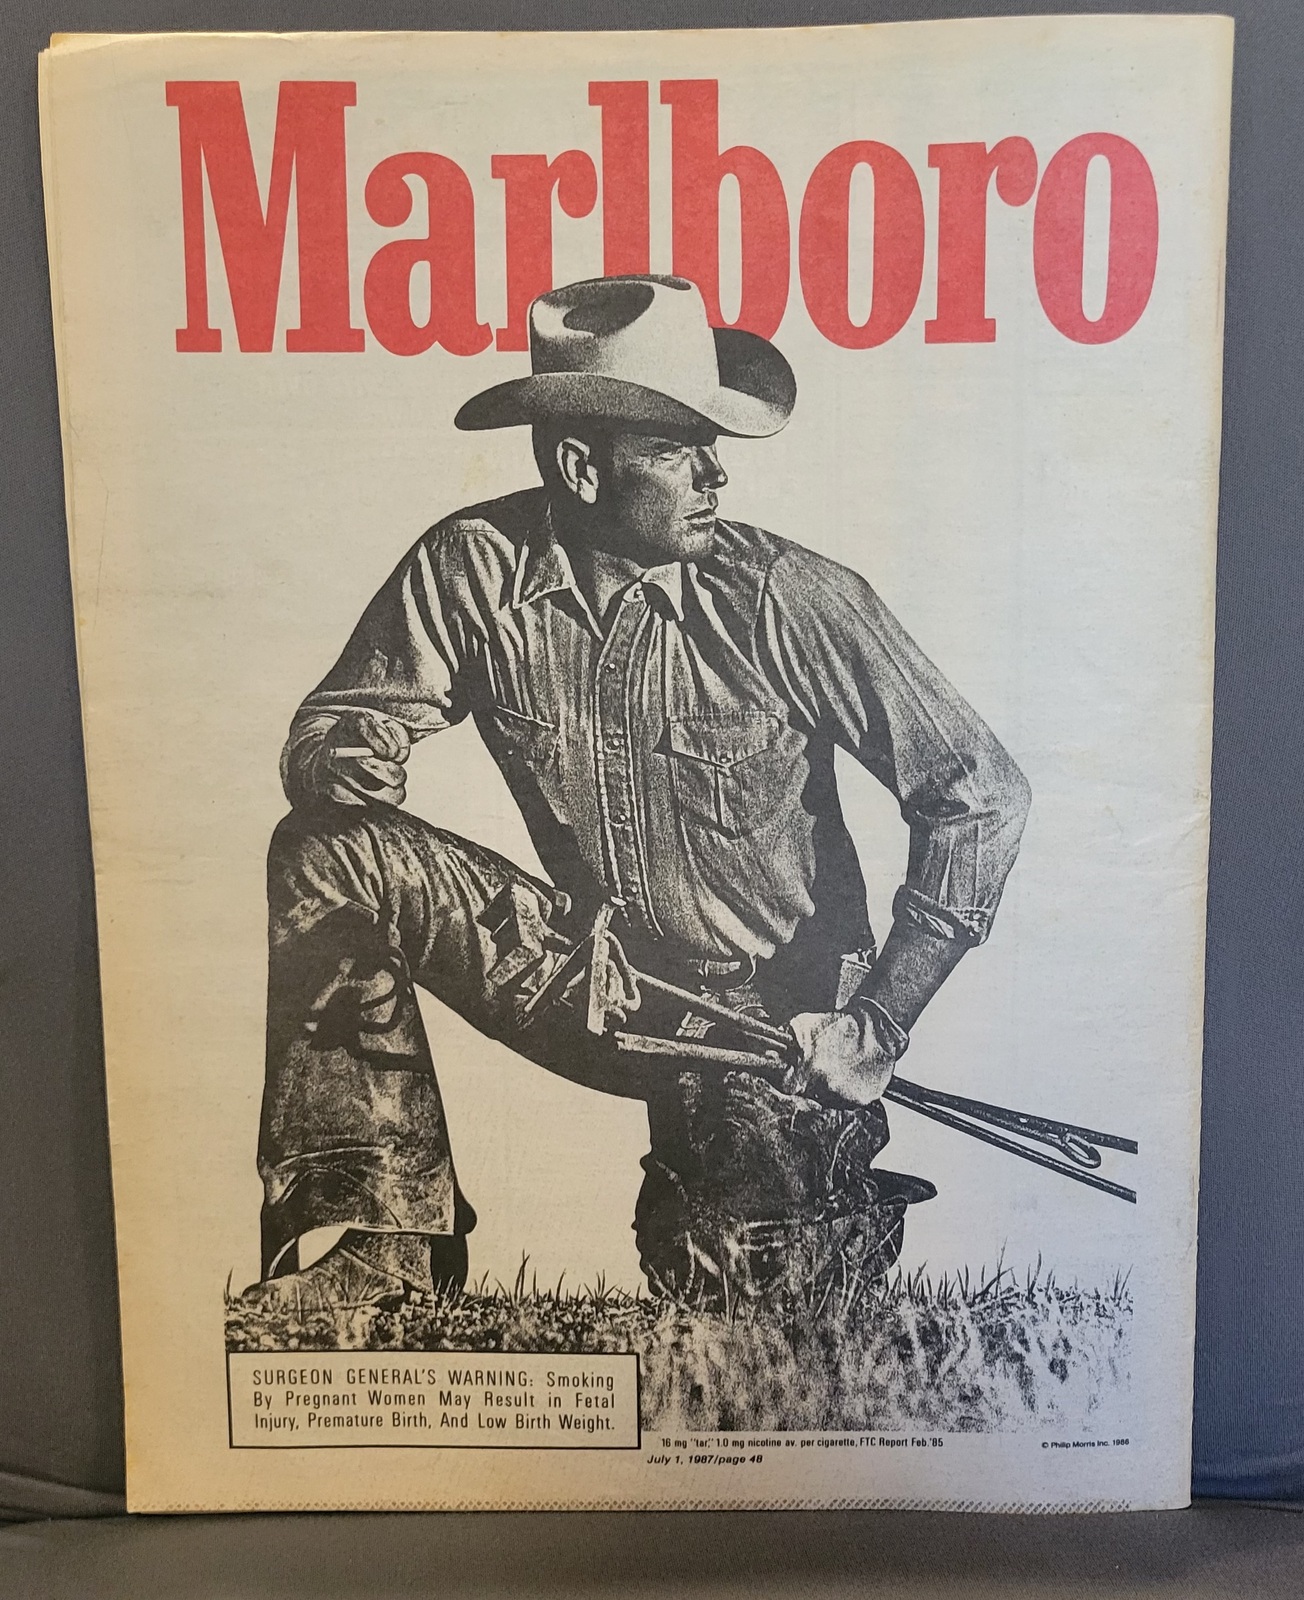 Marlboro
SURGEON GENERAL'S WARNING: Smoking
By Pregnant Women May Result in Fetal
Injury, Premature Birth, And Low Birth Weight.
16 mg "tar," 1.0 mg nicotine av. per cigarette, FTC Report Feb.'85
© Philip Morris Inc. 1986
July 1, 1987/page 48